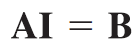 AI = B